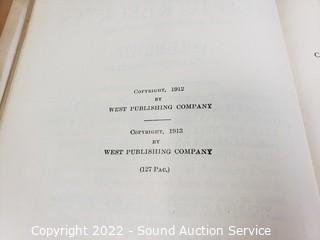 Copyright, 1912
BY
WEST PUBLISHING COMPANY
Copyright, 1913
BY
WEST PUBLISHING COMPANY
(127 Pac.)
C
Copyright 2022 - Sound Auction Service